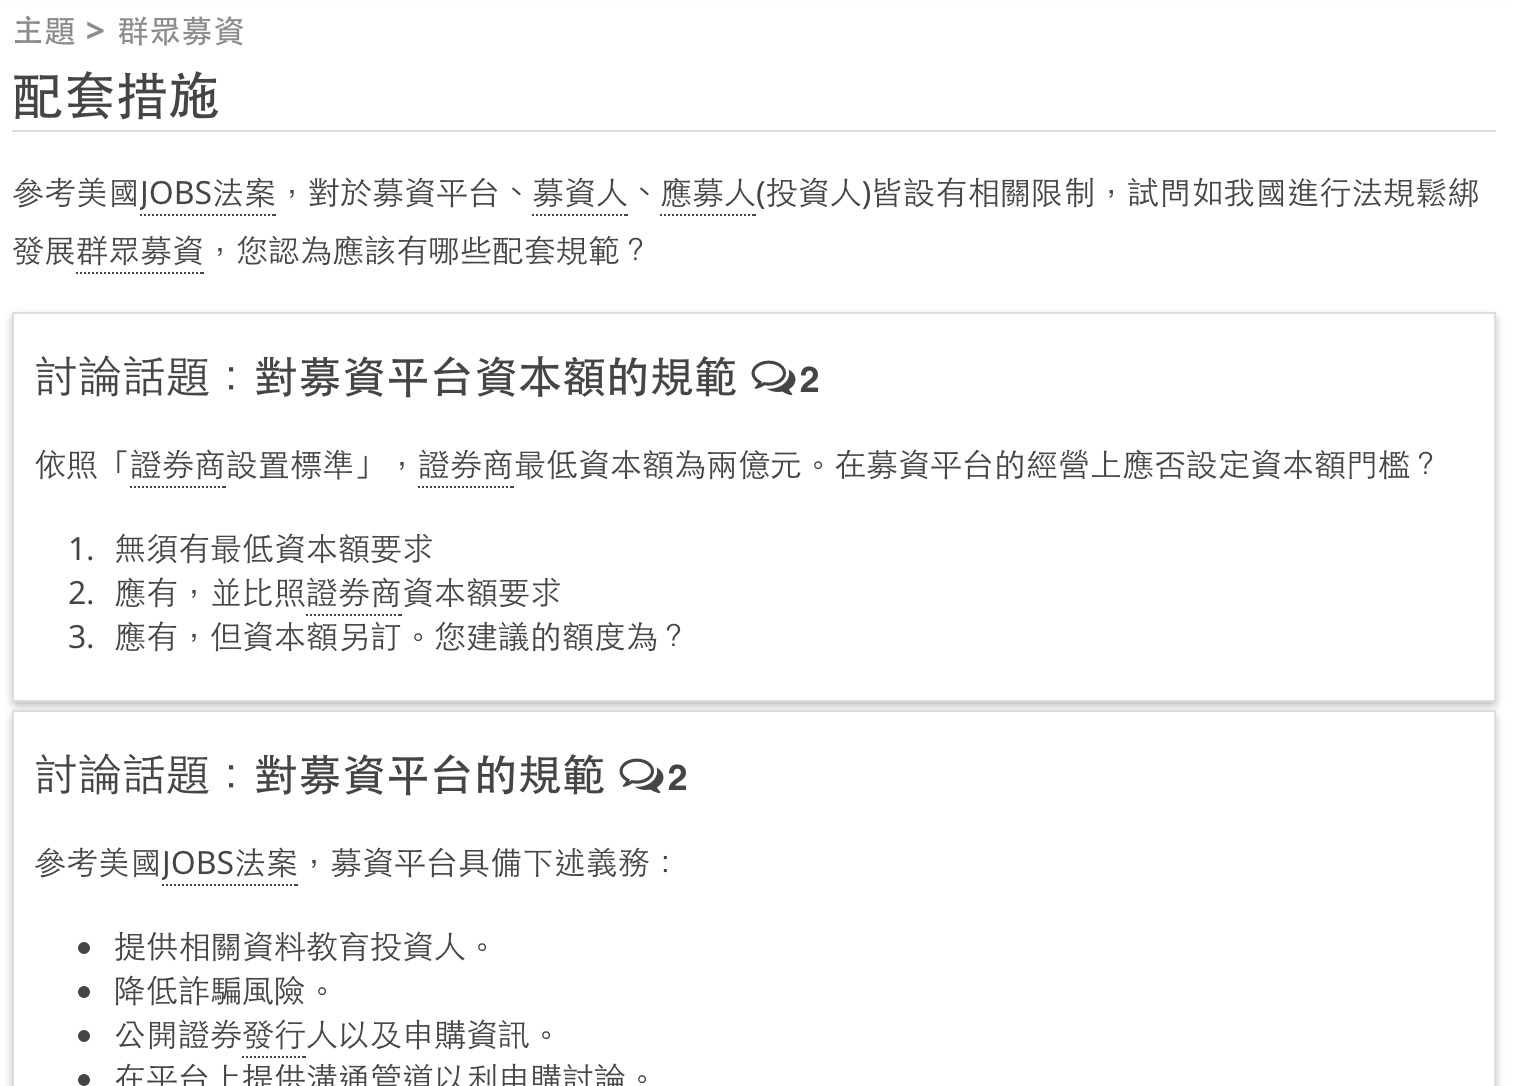 主題 > 群眾募資
配套措施
參考美國JOBS法案，對於募資平台、募資人、應募人(投資人)皆設有相關限制，試問如我國進行法規鬆綁
發展群眾募資，您認為應該有哪些配套規範？
討論話題：對募資平台資本額的規範 2
依照「證券商設置標準」，證券商最低資本額為兩億元。在募資平台的經營上應否設定資本額門檻？
1. 無須有最低資本額要求
2. 應有，並比照證券商資本額要求
3. 應有，但資本額另訂。您建議的額度為？
討論話題：對募資平台的規範 2
參考美國JOBS法案，募資平台具備下述義務：
• 提供相關資料教育投資人。
• 降低詐騙風險。
• 公開證券發行人以及申購資訊。
• 在平台上提供溝通管道以利申購討論。